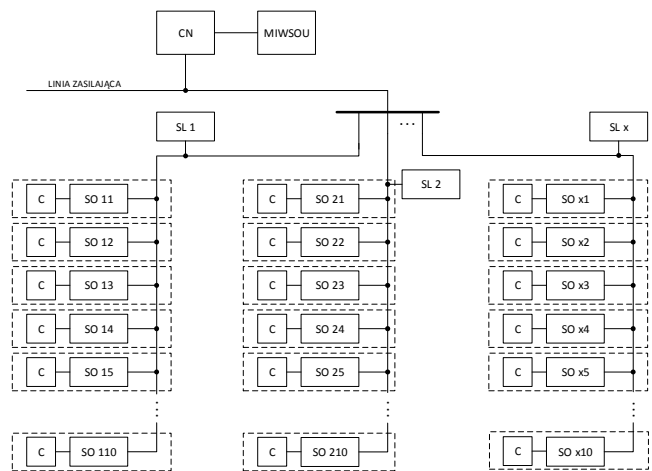 CN MIWSOU
LINIA ZASILAJĄCA
SL 1 ... SL x
SL 2
C SO 11 C SO 21 C SO x1
C SO 12 C SO 22 C SO x2
C SO 13 C SO 23 C SO x3
C SO 14 C SO 24 C SO x4
C SO 15 C SO 25 C SO x5
C SO 110 C SO 210 C SO x10